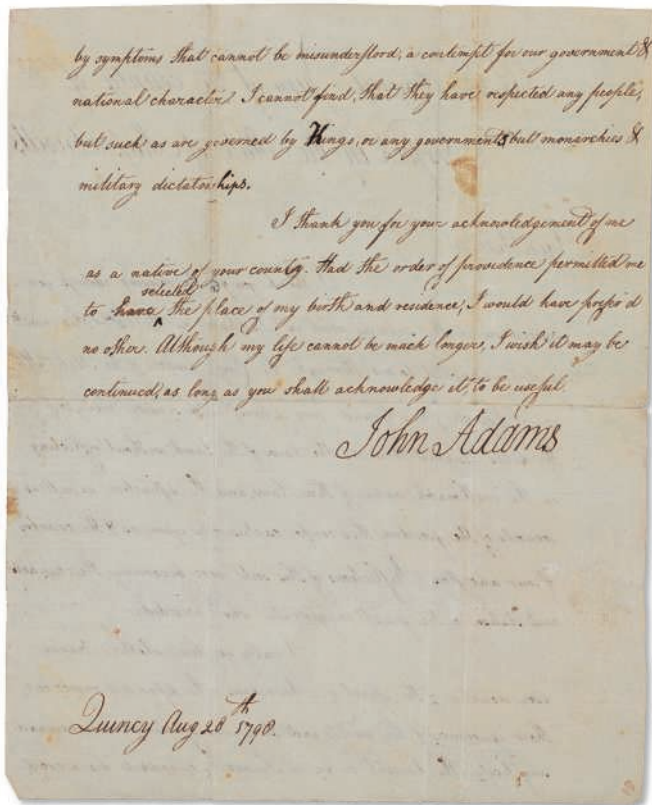 by symptoms that cannot be misunderstood, a contempt for our government &
national character I cannot find, that they have respected any people,
but such as are governed by Kings, or any governments but monarchies &
military dictatorships.
I thank you for your acknowledgement of me
as a native of your county. Had the order of providence permitted me
selected
to have the place of my birth and residence, I would have prefer'd
no other. Although my life cannot be much longer, I wish it may be
continued, as long as you shall acknowledge it, to be useful.
John Adams
Quincy Aug 28th 1798.